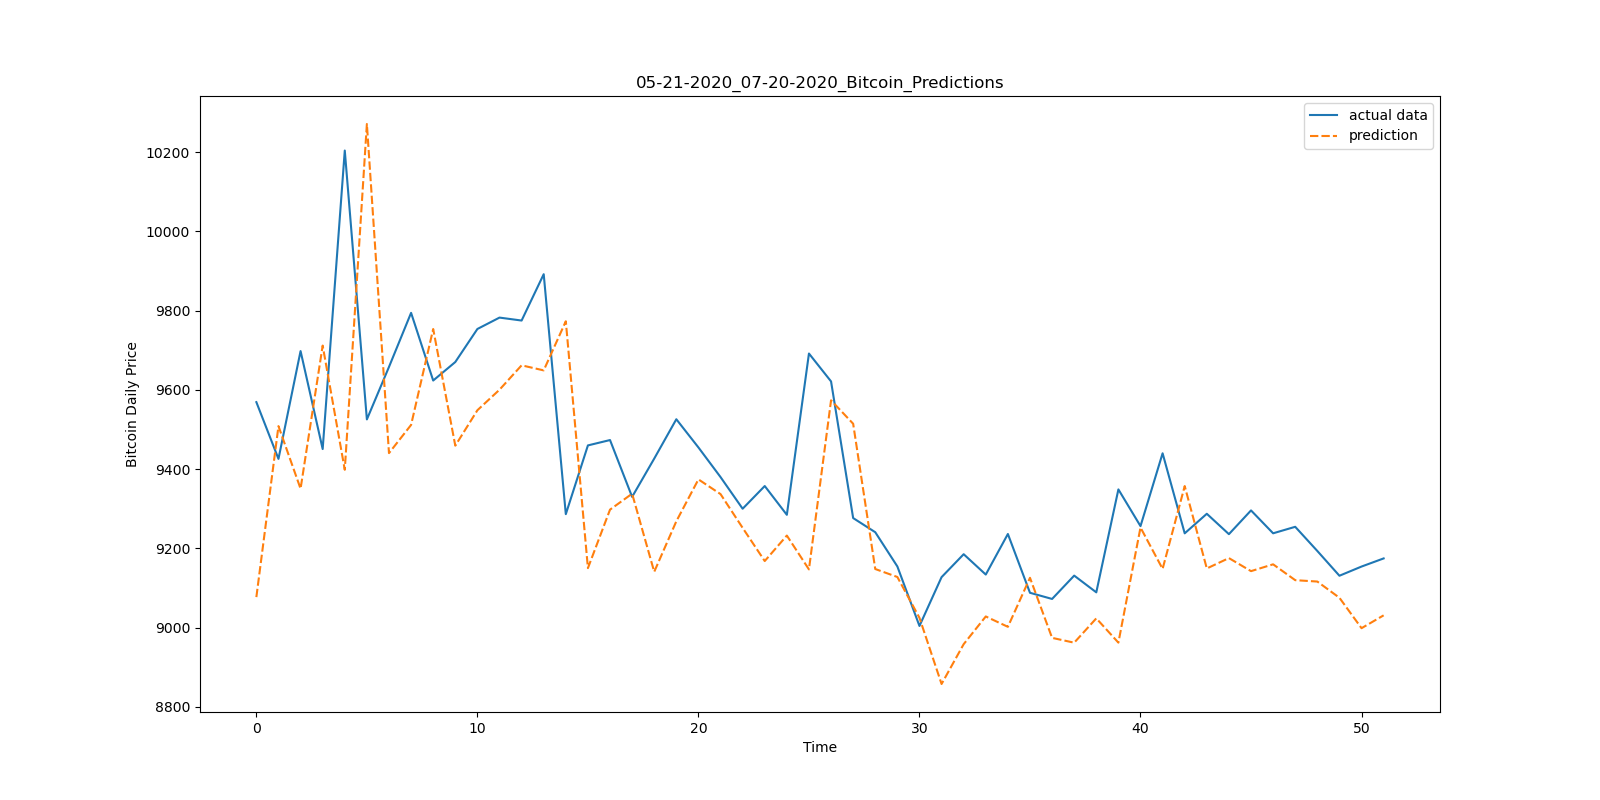 05-21-2020_07-20-2020_Bitcoin_Predictions
actual data
prediction
10200
10000
9800
9600
9400
9200
9000
8800
Bitcoin Daily Price
0 10 20 30 40 50
Time